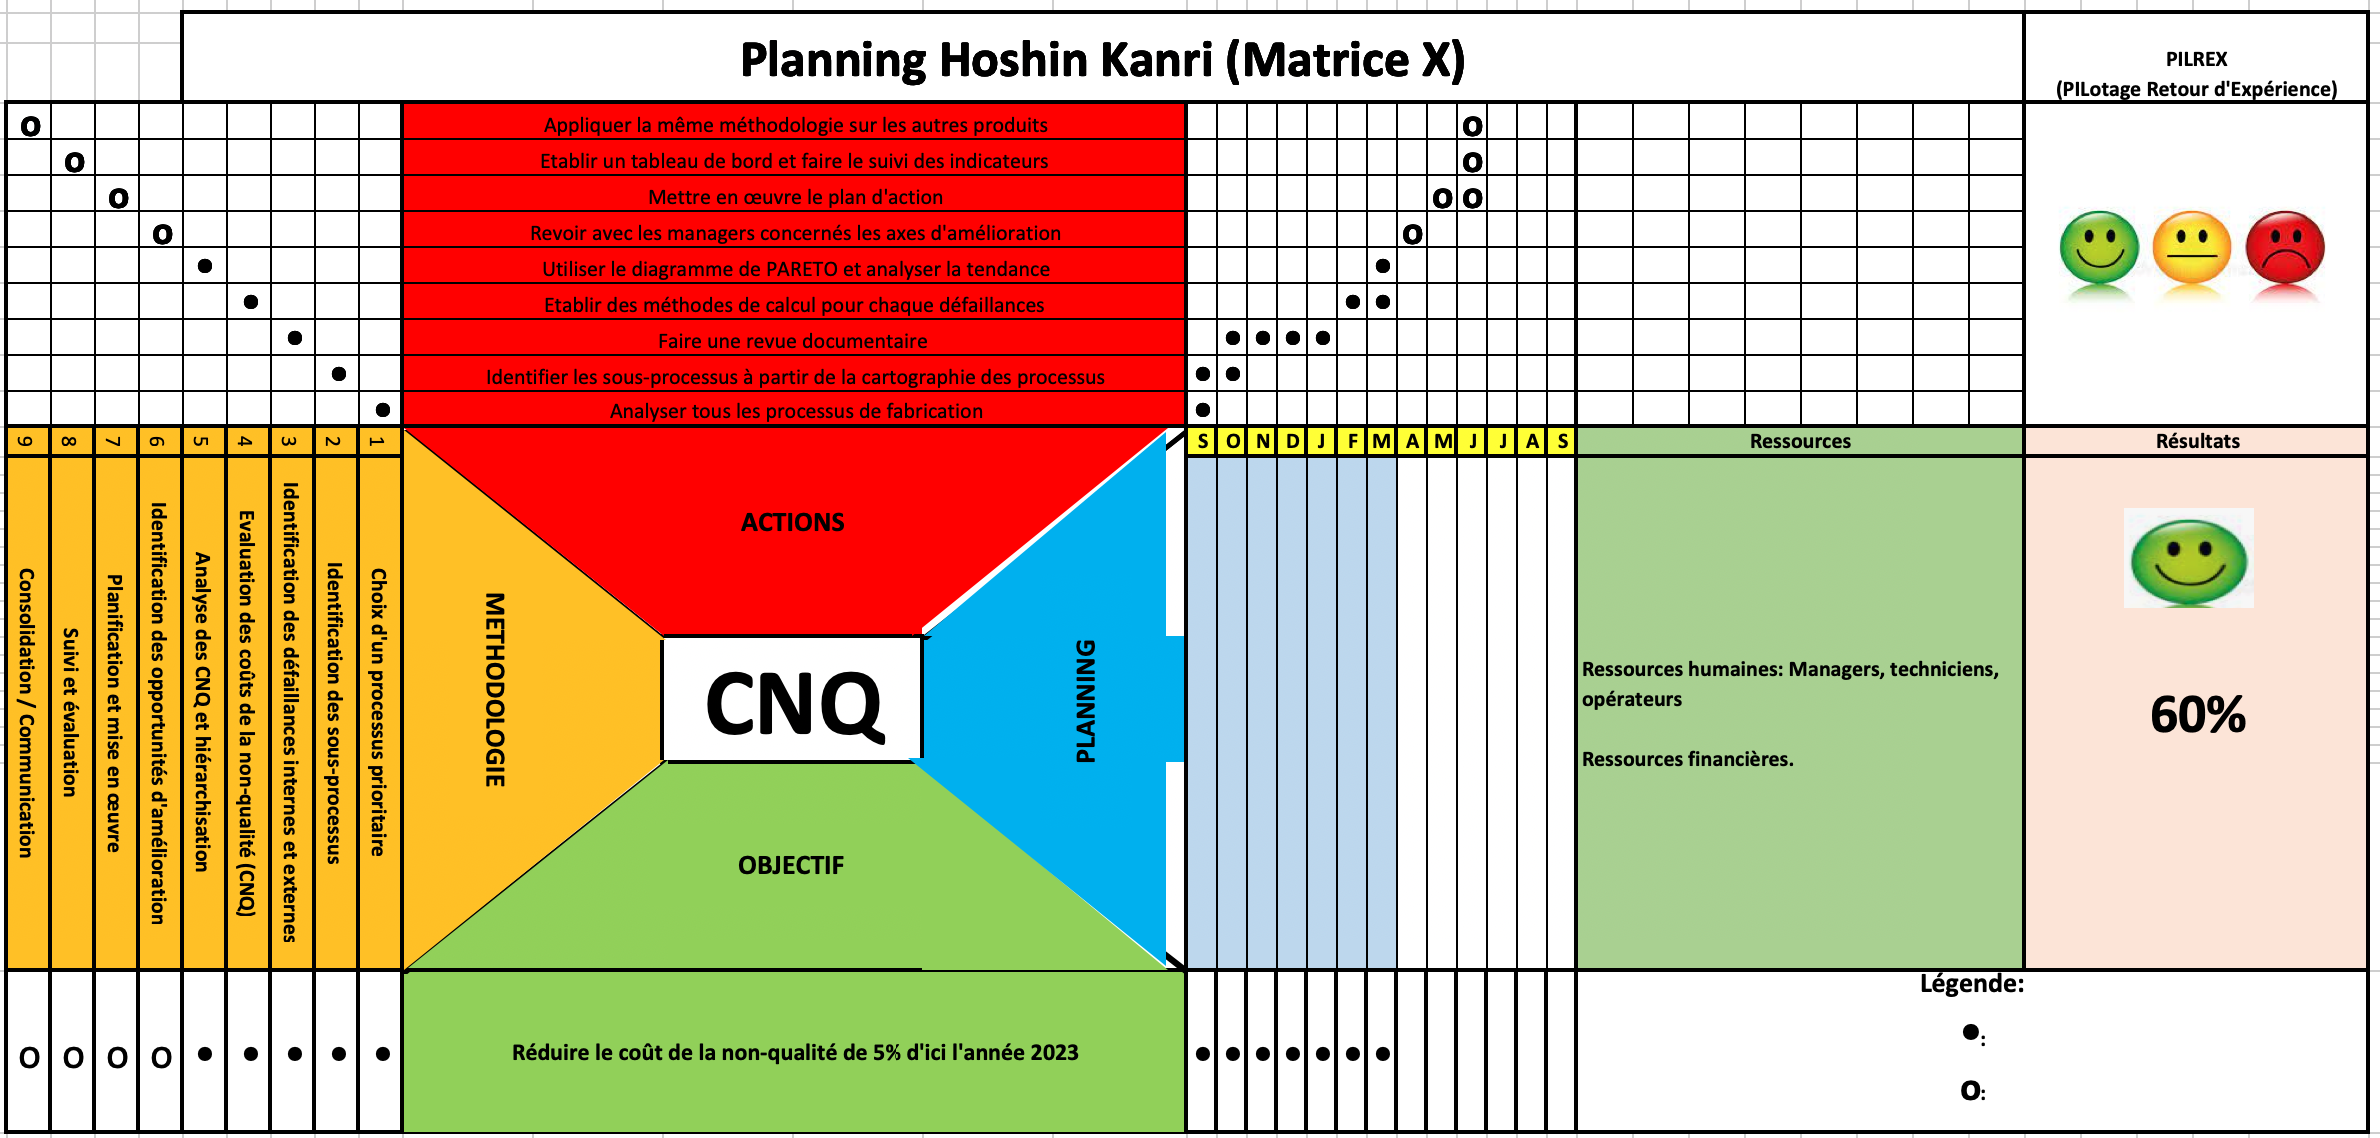 Planning Hoshin Kanri (Matrice X)
PILREX
(PILotage Retour d'Expérience)
o Appliquer la même méthodologie sur les autres produits o
o Etablir un tableau de bord et faire le suivi des indicateurs o
o Mettre en œuvre le plan d'action o o
o Revoir avec les managers concernés les axes d'amélioration o
● Utiliser le diagramme de PARETO et analyser la tendance ●
● Etablir des méthodes de calcul pour chaque défaillances ● ●
● Faire une revue documentaire ● ● ● ●
● Identifier les sous-processus à partir de la cartographie des processus ● ●
● Analyser tous les processus de fabrication ●
9 8 7 6 5 4 3 2 1
S O N D J F M A M J J A S
Ressources
Résultats
Consolidation / Communication
Suivi et évaluation
Planification et mise en œuvre
Identification des opportunités d'amélioration
Analyse des CNQ et hiérarchisation
Evaluation des coûts de la non-qualité (CNQ)
Identification des défaillances internes et externes
Identification des sous-processus
Choix d'un processus prioritaire
METHODOLOGIE
ACTIONS
CNQ
PLANNING
OBJECTIF
Ressources humaines: Managers, techniciens,
opérateurs
Ressources financières.
60%
O O O O ● ● ● ● ●
Réduire le coût de la non-qualité de 5% d'ici l'année 2023
● ● ● ● ● ● ●
Légende:
●:
o: